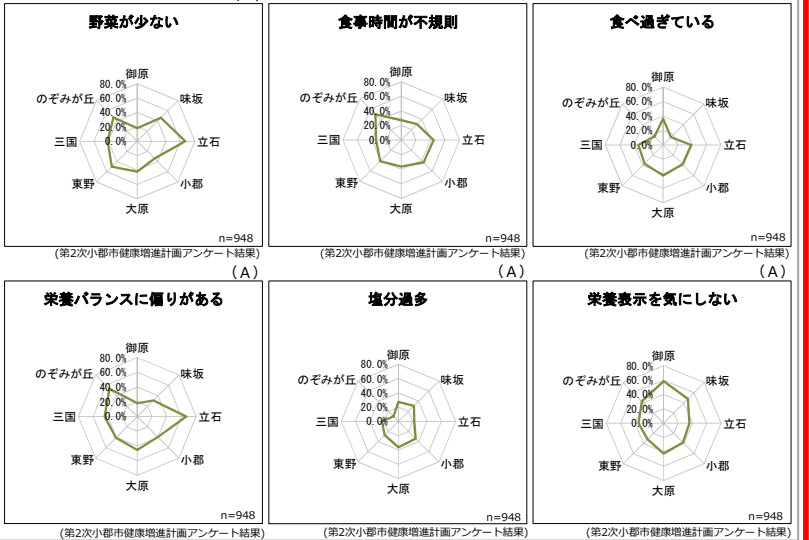 野菜が少ない
御原
味坂
立石
小郡
大原
東野
三国
のぞみが丘
80.0%
60.0%
40.0%
20.0%
0.0%
n=948
(第2次小郡市健康増進計画アンケート結果)
食事時間が不規則
御原
味坂
立石
小郡
大原
東野
三国
のぞみが丘
80.0%
60.0%
40.0%
20.0%
0.0%
n=948
(第2次小郡市健康増進計画アンケート結果)
食べ過ぎている
御原
味坂
立石
小郡
大原
東野
三国
のぞみが丘
80.0%
60.0%
40.0%
20.0%
0.0%
n=948
(第2次小郡市健康増進計画アンケート結果)
(A)
栄養バランスに偏りがある
御原
味坂
立石
小郡
大原
東野
三国
のぞみが丘
80.0%
60.0%
40.0%
20.0%
0.0%
n=948
(第2次小郡市健康増進計画アンケート結果)
(A)
塩分過多
御原
味坂
立石
小郡
大原
東野
三国
のぞみが丘
80.0%
60.0%
40.0%
20.0%
0.0%
n=948
(第2次小郡市健康増進計画アンケート結果)
(A)
栄養表示を気にしない
御原
味坂
立石
小郡
大原
東野
三国
のぞみが丘
80.0%
60.0%
40.0%
20.0%
0.0%
n=948
(第2次小郡市健康増進計画アンケート結果)